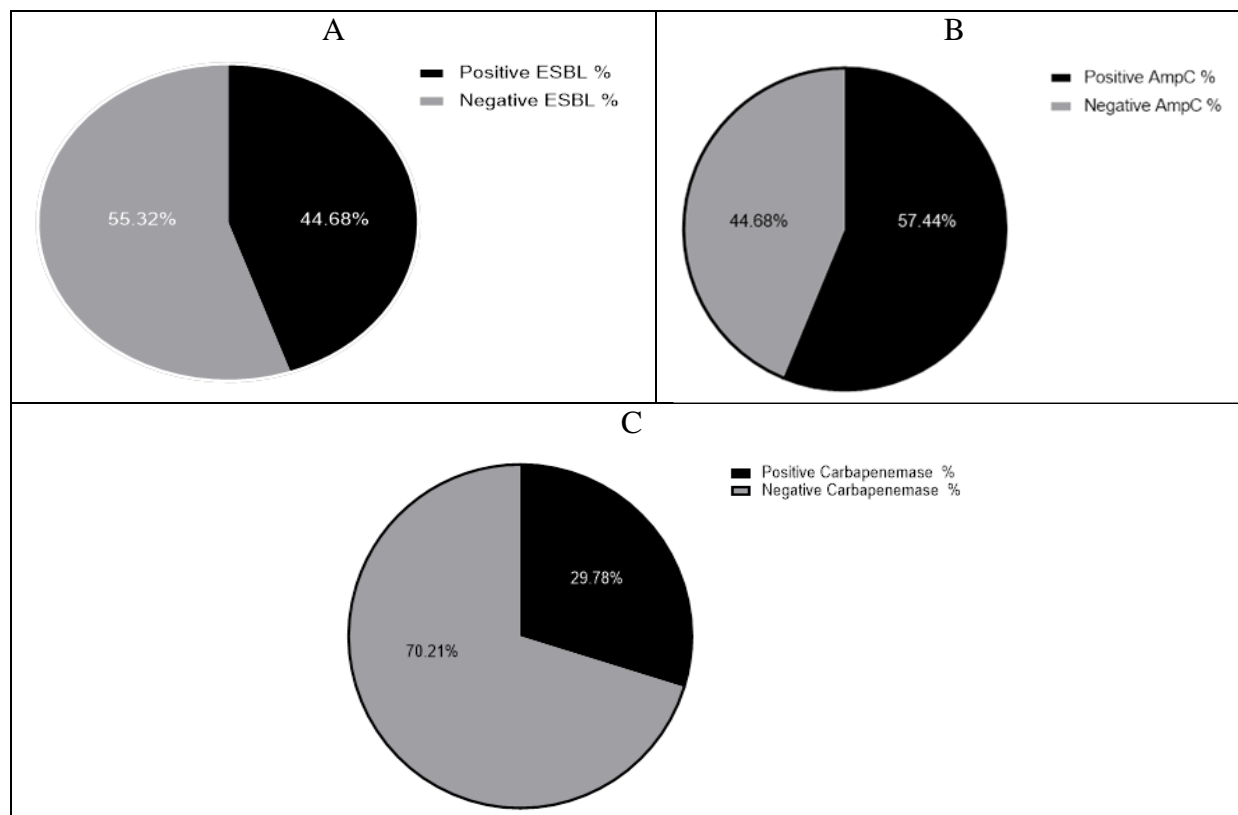 A
Positive ESBL %
Negative ESBL %
55.32%
44.68%
B
Positive AmpC %
Negative AmpC %
44.68%
57.44%
C
Positive Carbapenemase %
Negative Carbapenemase %
29.78%
70.21%